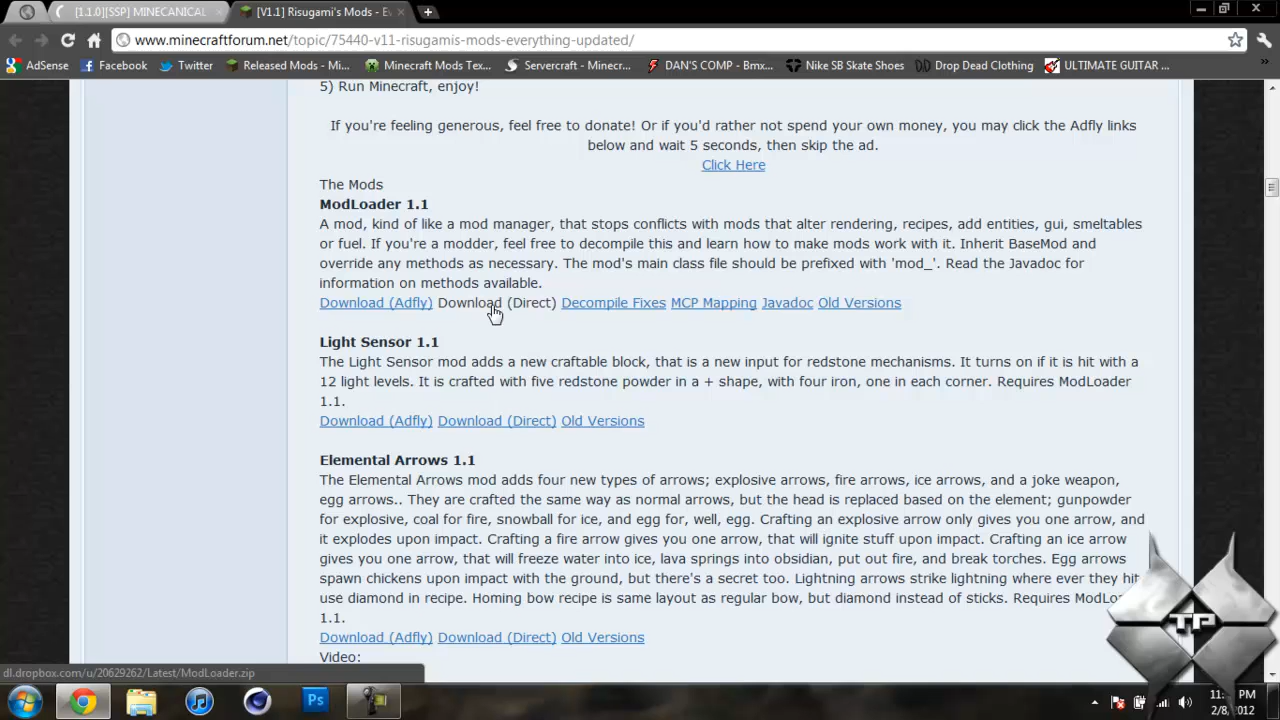 [1.1.0][SSP] MINECANICAL
[V1.1] Risugami's Mods - Ev
www.minecraftforum.net/topic/75440-v11-risugamis-mods-everything-updated/
AdSense Facebook Twitter Released Mods - Mi... Minecraft Mods Tex... Servercraft - Minecr... DAN'S COMP - Bmx... Nike SB Skate Shoes Drop Dead Clothing ULTIMATE GUITAR ...
5) Run Minecraft, enjoy!
If you're feeling generous, feel free to donate! Or if you'd rather not spend your own money, you may click the Adfly links
below and wait 5 seconds, then skip the ad.
Click Here
The Mods
ModLoader 1.1
A mod, kind of like a mod manager, that stops conflicts with mods that alter rendering, recipes, add entities, gui, smeltables
or fuel. If you're a modder, feel free to decompile this and learn how to make mods work with it. Inherit BaseMod and
override any methods as necessary. The mod's main class file should be prefixed with 'mod_'. Read the Javadoc for
information on methods available.
Download (Adfly) Download (Direct) Decompile Fixes MCP Mapping Javadoc Old Versions
Light Sensor 1.1
The Light Sensor mod adds a new craftable block, that is a new input for redstone mechanisms. It turns on if it is hit with a
12 light levels. It is crafted with five redstone powder in a + shape, with four iron, one in each corner. Requires ModLoader
1.1.
Download (Adfly) Download (Direct) Old Versions
Elemental Arrows 1.1
The Elemental Arrows mod adds four new types of arrows; explosive arrows, fire arrows, ice arrows, and a joke weapon,
egg arrows.. They are crafted the same way as normal arrows, but the head is replaced based on the element; gunpowder
for explosive, coal for fire, snowball for ice, and egg for, well, egg. Crafting an explosive arrow only gives you one arrow, and
it explodes upon impact. Crafting a fire arrow gives you one arrow, that will ignite stuff upon impact. Crafting an ice arrow
gives you one arrow, that will freeze water into ice, lava springs into obsidian, put out fire, and break torches. Egg arrows
spawn chickens upon impact with the ground, but there's a secret too. Lightning arrows strike lightning where ever they hit
use diamond in recipe. Homing bow recipe is same layout as regular bow, but diamond instead of sticks. Requires ModLoa
1.1.
Download (Adfly) Download (Direct) Old Versions
Video:
dl.dropbox.com/u/20629262/Latest/ModLoader.zip
TP
Ps
PM
2/8/2012